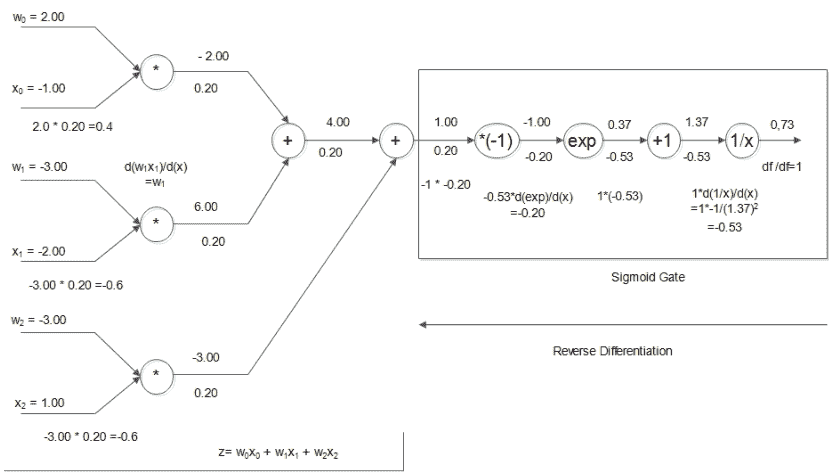 w₀ = 2.00
x₀ = -1.00
2.0 * 0.20 =0.4
*
- 2.00
0.20
w₁ = -3.00
d(w₁x₁)/d(x)
=w₁
x₁ = -2.00
-3.00 * 0.20 =-0.6
*
6.00
0.20
w₂ = -3.00
x₂ = 1.00
-3.00 * 0.20 =-0.6
*
-3.00
0.20
z= w₀x₀ + w₁x₁ + w₂x₂
+
4.00
0.20
+
1.00
0.20
-1 * -0.20
*(-1)
-1.00
-0.20
-0.53*d(exp)/d(x)
=-0.20
exp
0.37
-0.53
1*(-0.53)
+1
1.37
-0.53
1*d(1/x)/d(x)
=1*-1/(1.37)²
=-0.53
1/x
0,73
df /df=1
Sigmoid Gate
Reverse Differentiation